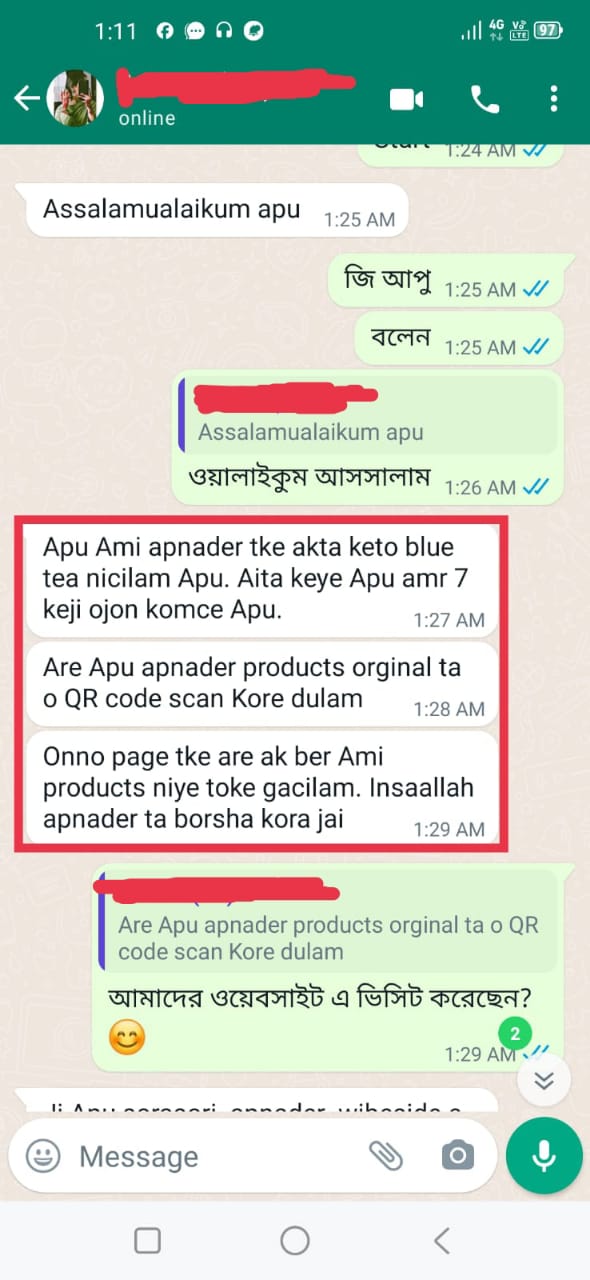 1:11
4G
Vo
LTE
97
online
1:24 AM
Assalamualaikum apu
1:25 AM
জি আপু
1:25 AM
বলেন
1:25 AM
Assalamualaikum apu
ওয়ালাইকুম আসসালাম
1:26 AM
Apu Ami apnader tke akta keto blue
tea nicilam Apu. Aita keye Apu amr 7
keji ojon komce Apu.
1:27 AM
Are Apu apnader products orginal ta
o QR code scan Kore dulam
1:28 AM
Onno page tke are ak ber Ami
products niye toke gacilam. Insaallah
apnader ta borsha kora jai
1:29 AM
Are Apu apnader products orginal ta o QR
code scan Kore dulam
আমাদের ওয়েবসাইট এ ভিসিট করেছেন?
😊
2
1:29 AM
Message